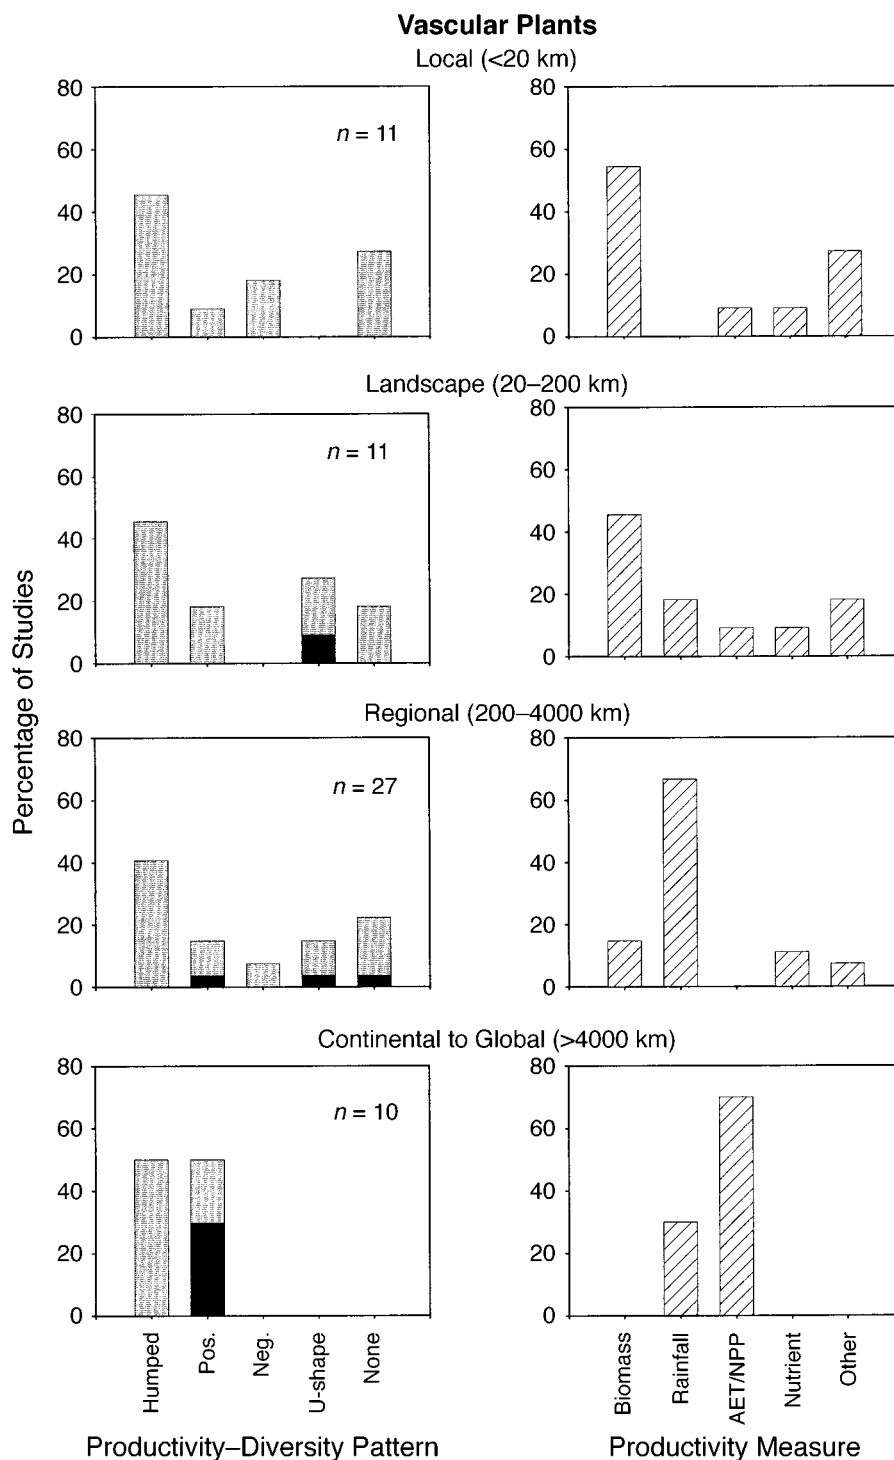 Vascular Plants
Local (<20 km)
80
60
40
20
0
n = 11
80
60
40
20
0
Landscape (20–200 km)
80
60
40
20
0
n = 11
80
60
40
20
0
Regional (200–4000 km)
80
60
40
20
0
n = 27
80
60
40
20
0
Continental to Global (>4000 km)
80
60
40
20
0
n = 10
80
60
40
20
0
Percentage of Studies
Humped
Pos.
Neg.
U-shape
None
Biomass
Rainfall
AET/NPP
Nutrient
Other
Productivity–Diversity Pattern
Productivity Measure